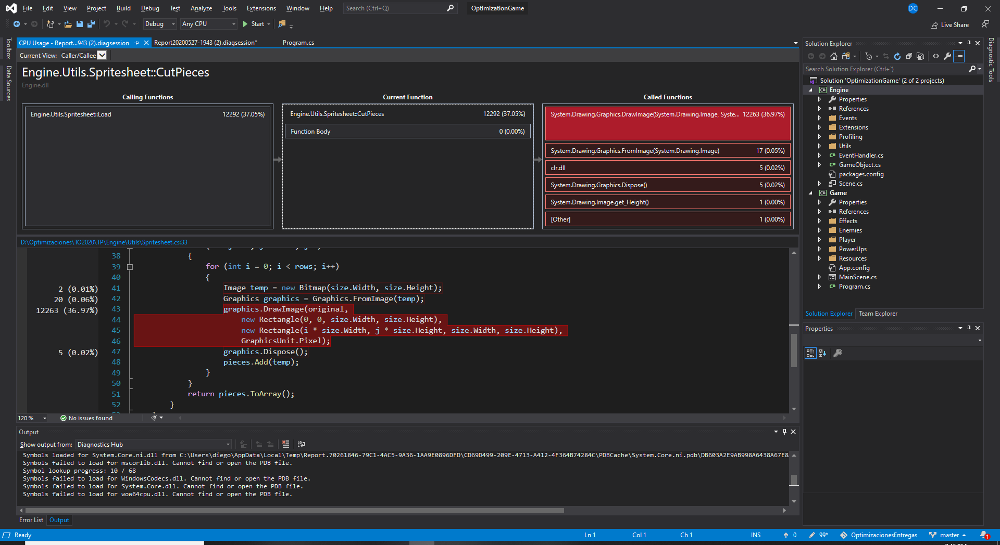 File Edit View Project Build Debug Test Analyze Tools Extensions Window Help Search (Ctrl+Q) OptimizationGame DC
Debug Any CPU Start Live Share
Toolbox
Data Sources
CPU Usage - Report...943 (2).diagsession Report20200527-1943 (2).diagsession* Program.cs
Current View: Caller/Callee
Engine.Utils.Spritesheet::CutPieces
Engine.dll
Calling Functions Current Function Called Functions
Engine.Utils.Spritesheet::Load 12292 (37.05%)
Engine.Utils.Spritesheet::CutPieces 12292 (37.05%)
Function Body 0 (0.00%)
System.Drawing.Graphics.DrawImage(System.Drawing.Image, Syste... 12263 (36.97%)
System.Drawing.Graphics.FromImage(System.Drawing.Image) 17 (0.05%)
clr.dll 5 (0.02%)
System.Drawing.Graphics.Dispose() 5 (0.02%)
System.Drawing.Image.get_Height() 1 (0.00%)
[Other] 1 (0.00%)
D:\Optimizaciones\TO2020\TP\Engine\Utils\Spritesheet.cs:33
38 {
39 for (int i = 0; i < rows; i++)
40 {
2 (0.01%) 41 Image temp = new Bitmap(size.Width, size.Height);
20 (0.06%) 42 Graphics graphics = Graphics.FromImage(temp);
12263 (36.97%) 43 graphics.DrawImage(original,
44 new Rectangle(0, 0, size.Width, size.Height),
45 new Rectangle(i * size.Width, j * size.Height, size.Width, size.Height),
46 GraphicsUnit.Pixel);
5 (0.02%) 47 graphics.Dispose();
48 pieces.Add(temp);
49 }
50 }
51 return pieces.ToArray();
52 }
120 % No issues found
Output
Show output from: Diagnostics Hub
Symbols loaded for System.Core.ni.dll from C:\Users\diego\AppData\Local\Temp\Report.70261846-79C1-4AC5-9A36-1AA9E0896DFD\CD69D499-209E-4713-A412-4F364B74284C\PDBCache\System.Core.ni.pdb\DB603A2E9AB998A6438A67E8
Symbols failed to load for mscorlib.dll. Cannot find or open the PDB file.
Symbol lookup progress: 10 / 68
Symbols failed to load for WindowsCodecs.dll. Cannot find or open the PDB file.
Symbols failed to load for System.Core.dll. Cannot find or open the PDB file.
Symbols failed to load for wow64cpu.dll. Cannot find or open the PDB file.
Error List Output
Solution Explorer
Search Solution Explorer (Ctrl+`)
Solution 'OptimizationGame' (2 of 2 projects)
C# Engine
Properties
References
Events
Extensions
Profiling
Utils
C# EventHandler.cs
C# GameObject.cs
packages.config
Scene.cs
C# Game
Properties
References
Effects
Enemies
Player
PowerUps
Resources
App.config
MainScene.cs
C# Program.cs
Solution Explorer Team Explorer
Properties
Diagnostic Tools
Ready Ln 1 Col 1 Ch 1 INS 0 99* OptimizacionesEntregas master 1